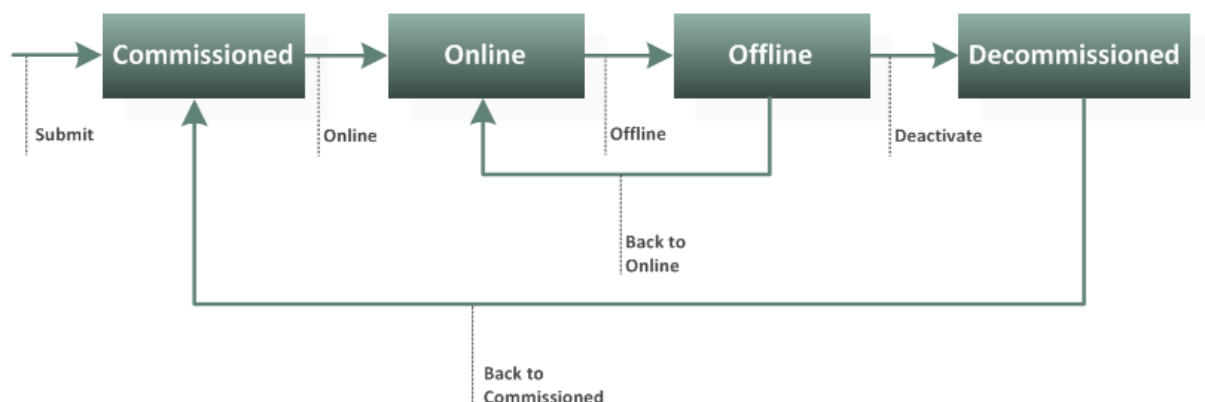 Commissioned
Online
Offline
Decommissioned
Submit
Online
Offline
Deactivate
Back to
Online
Back to
Commissioned